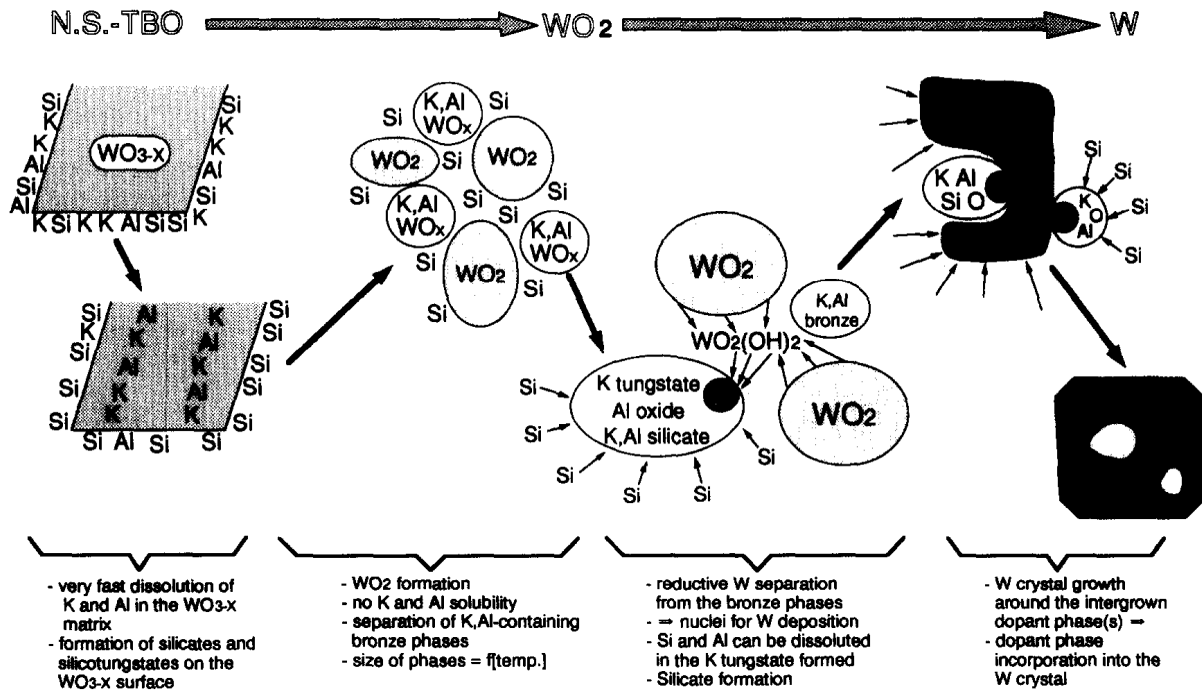 N.S.-TBO WO2 W
Si
K
K
Al
Si
Al
WO3-X
Si
K
K
Al
Si
K Si K K Al Si Si K
Si
K
Si
Si
Si
Al
K
Al
K
K
K
Al
K
Al
K
Si
Si
Si
Si
Si Al Si Si
K,Al
WOx
Si
Si
WO2
Si
WO2
Si
K,Al
WOx
Si
Si
Si
K,Al
WOx
Si
WO2
Si
Si
Si
WO2
K,Al
bronze
WO2(OH)2
K tungstate
Al oxide
K,Al silicate
WO2
Si
Si
Si
Si
Si
Si
K Al
Si O
Si
K
O
Al
Si
Si
- very fast dissolution of
K and Al in the WO3-X
matrix
- formation of silicates and
silicotungstates on the
WO3-X surface
- WO2 formation
- no K and Al solubility
- separation of K,Al-containing
bronze phases
- size of phases = f[temp.]
- reductive W separation
from the bronze phases
- ⇒ nuclei for W deposition
- Si and Al can be dissoluted
in the K tungstate formed
- Silicate formation
- W crystal growth
around the intergrown
dopant phase(s) ⇒
- dopant phase
incorporation into the
W crystal